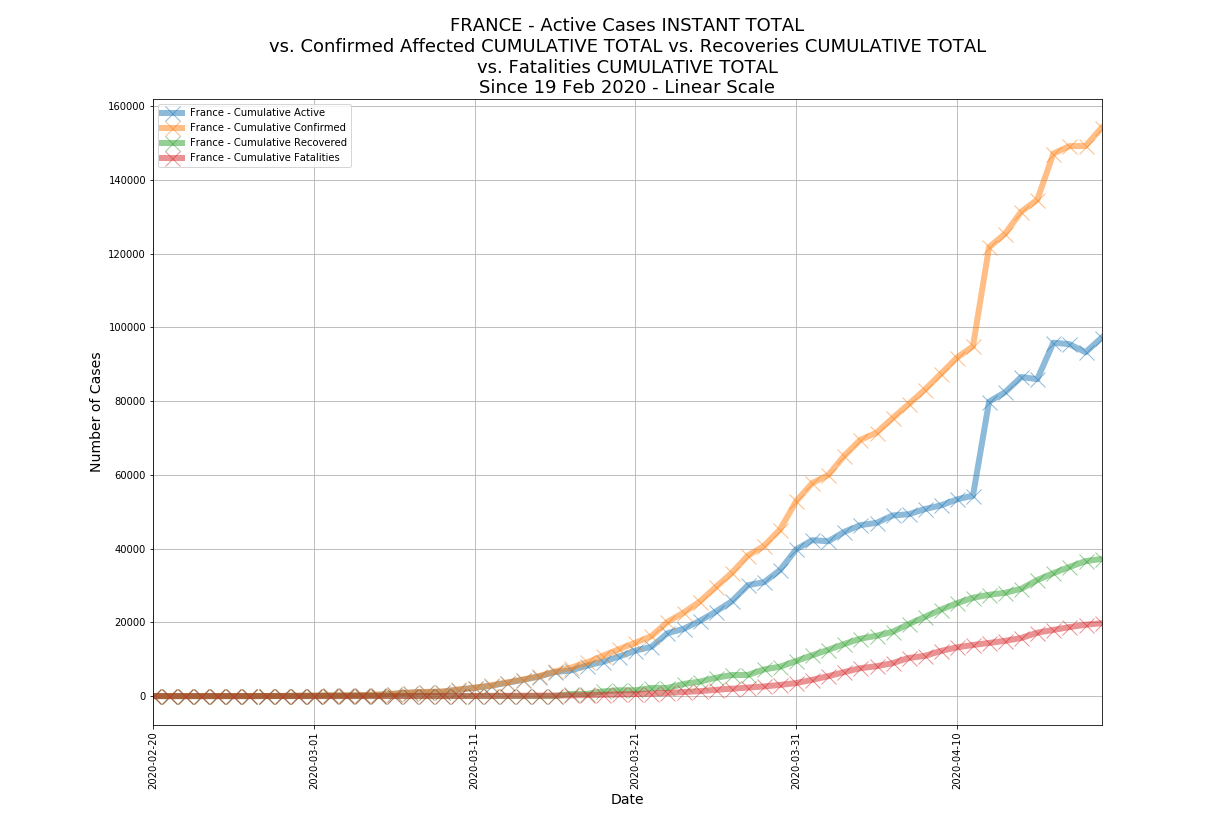 FRANCE - Active Cases INSTANT TOTAL
vs. Confirmed Affected CUMULATIVE TOTAL vs. Recoveries CUMULATIVE TOTAL
vs. Fatalities CUMULATIVE TOTAL
Since 19 Feb 2020 - Linear Scale
France - Cumulative Active
France - Cumulative Confirmed
France - Cumulative Recovered
France - Cumulative Fatalities
160000
140000
120000
100000
80000
60000
40000
20000
0
Number of Cases
2020-02-20
2020-03-01
2020-03-11
2020-03-21
2020-03-31
2020-04-10
Date